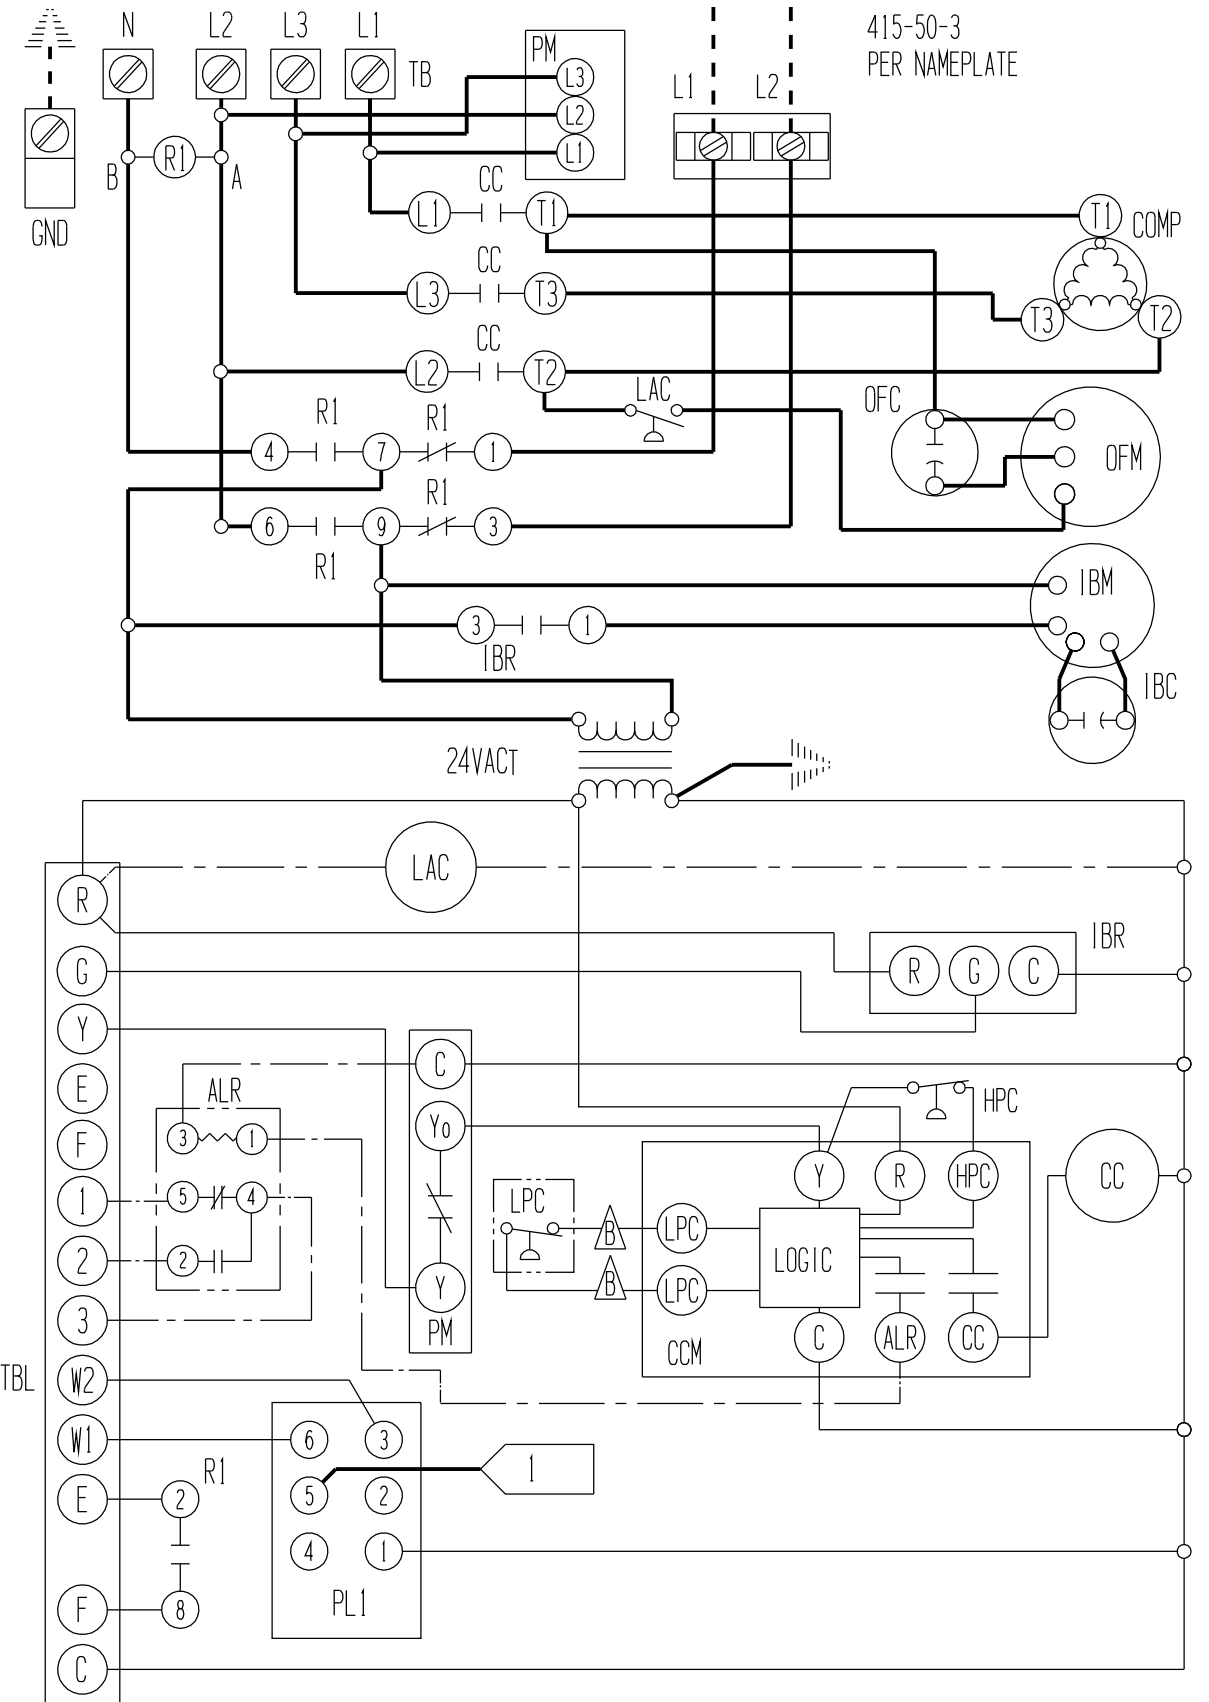 N L2 L3 L1
TB
PM
L3
L2
L1
415-50-3
PER NAMEPLATE
L1 L2
GND
B R1 A
CC
L1 T1
T1 COMP
CC
L3 T3
T3 T2
CC
L2 T2
LAC
OFC
OFM
R1 R1
4 7 1
R1
6 9 3
R1
IBM
3 1
IBR
IBC
24VACT
LAC
R
IBR
R G C
G
Y
C
ALR
HPC
E
3 1
Yo
F
Y R HPC
CC
1 5 4
LPC
B LPC
LOGIC
2 2
B LPC
Y
3
PM
C ALR CC
CCM
TBL
W2
W1
6 3
R1
1
E 2
5 2
4 1
PL1
F 8
C